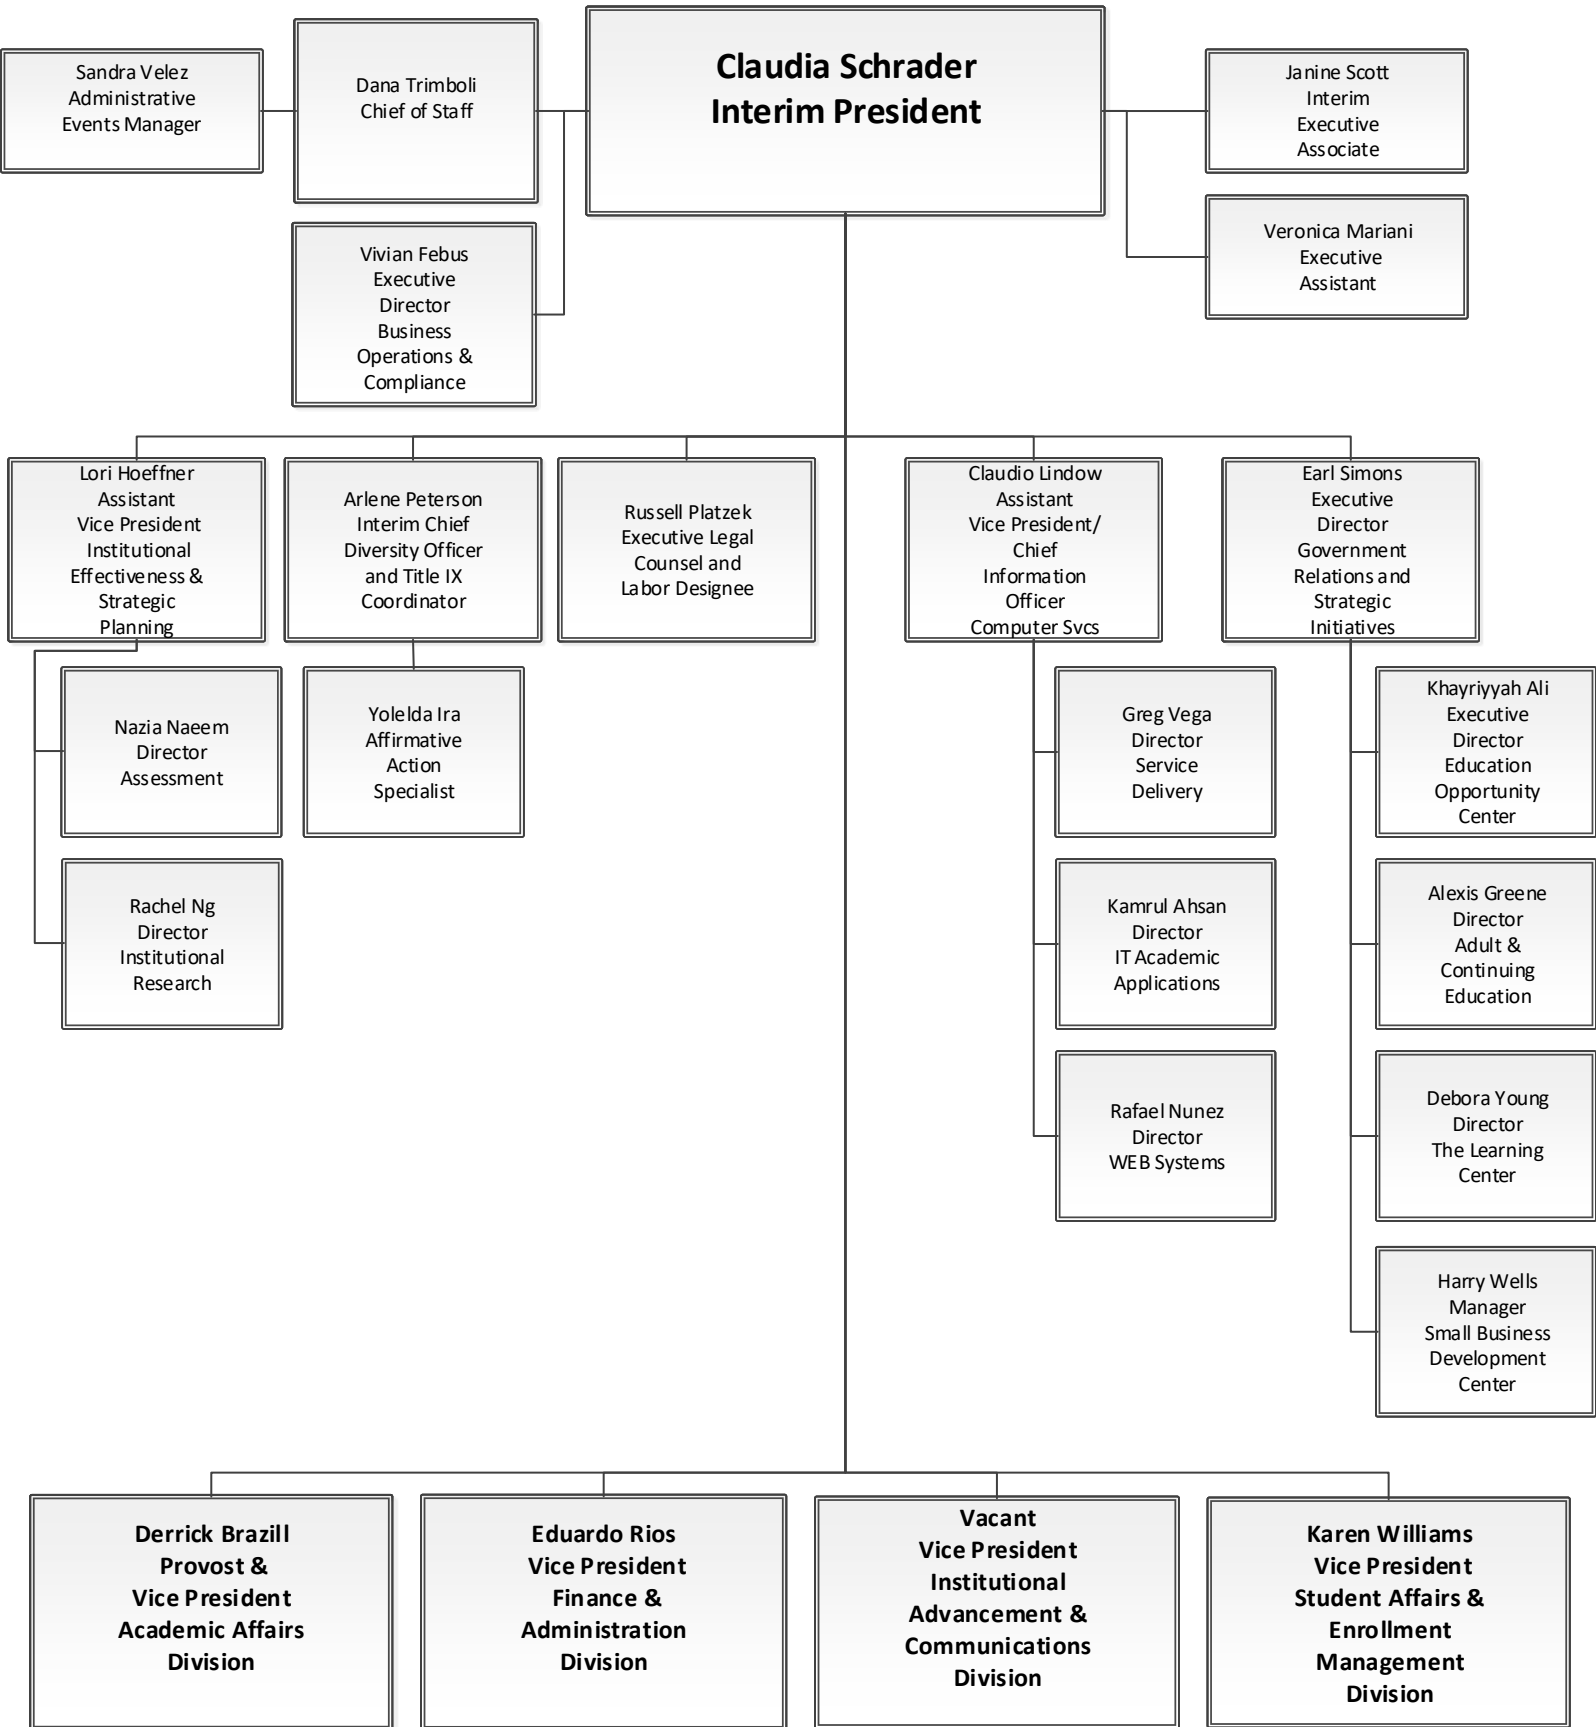 Sandra Velez
Administrative
Events Manager
Dana Trimboli
Chief of Staff
Claudia Schrader
Interim President
Janine Scott
Interim
Executive
Associate
Veronica Mariani
Executive
Assistant
Vivian Febus
Executive
Director
Business
Operations &
Compliance
Lori Hoeffner
Assistant
Vice President
Institutional
Effectiveness &
Strategic
Planning
Arlene Peterson
Interim Chief
Diversity Officer
and Title IX
Coordinator
Russell Platzek
Executive Legal
Counsel and
Labor Designee
Claudio Lindow
Assistant
Vice President/
Chief
Information
Officer
Computer Svcs
Earl Simons
Executive
Director
Government
Relations and
Strategic
Initiatives
Nazia Naeem
Director
Assessment
Yolelda Ira
Affirmative
Action
Specialist
Greg Vega
Director
Service
Delivery
Khayriyyah Ali
Executive
Director
Education
Opportunity
Center
Rachel Ng
Director
Institutional
Research
Kamrul Ahsan
Director
IT Academic
Applications
Alexis Greene
Director
Adult &
Continuing
Education
Rafael Nunez
Director
WEB Systems
Debora Young
Director
The Learning
Center
Harry Wells
Manager
Small Business
Development
Center
Derrick Brazill
Provost &
Vice President
Academic Affairs
Division
Eduardo Rios
Vice President
Finance &
Administration
Division
Vacant
Vice President
Institutional
Advancement &
Communications
Division
Karen Williams
Vice President
Student Affairs &
Enrollment
Management
Division